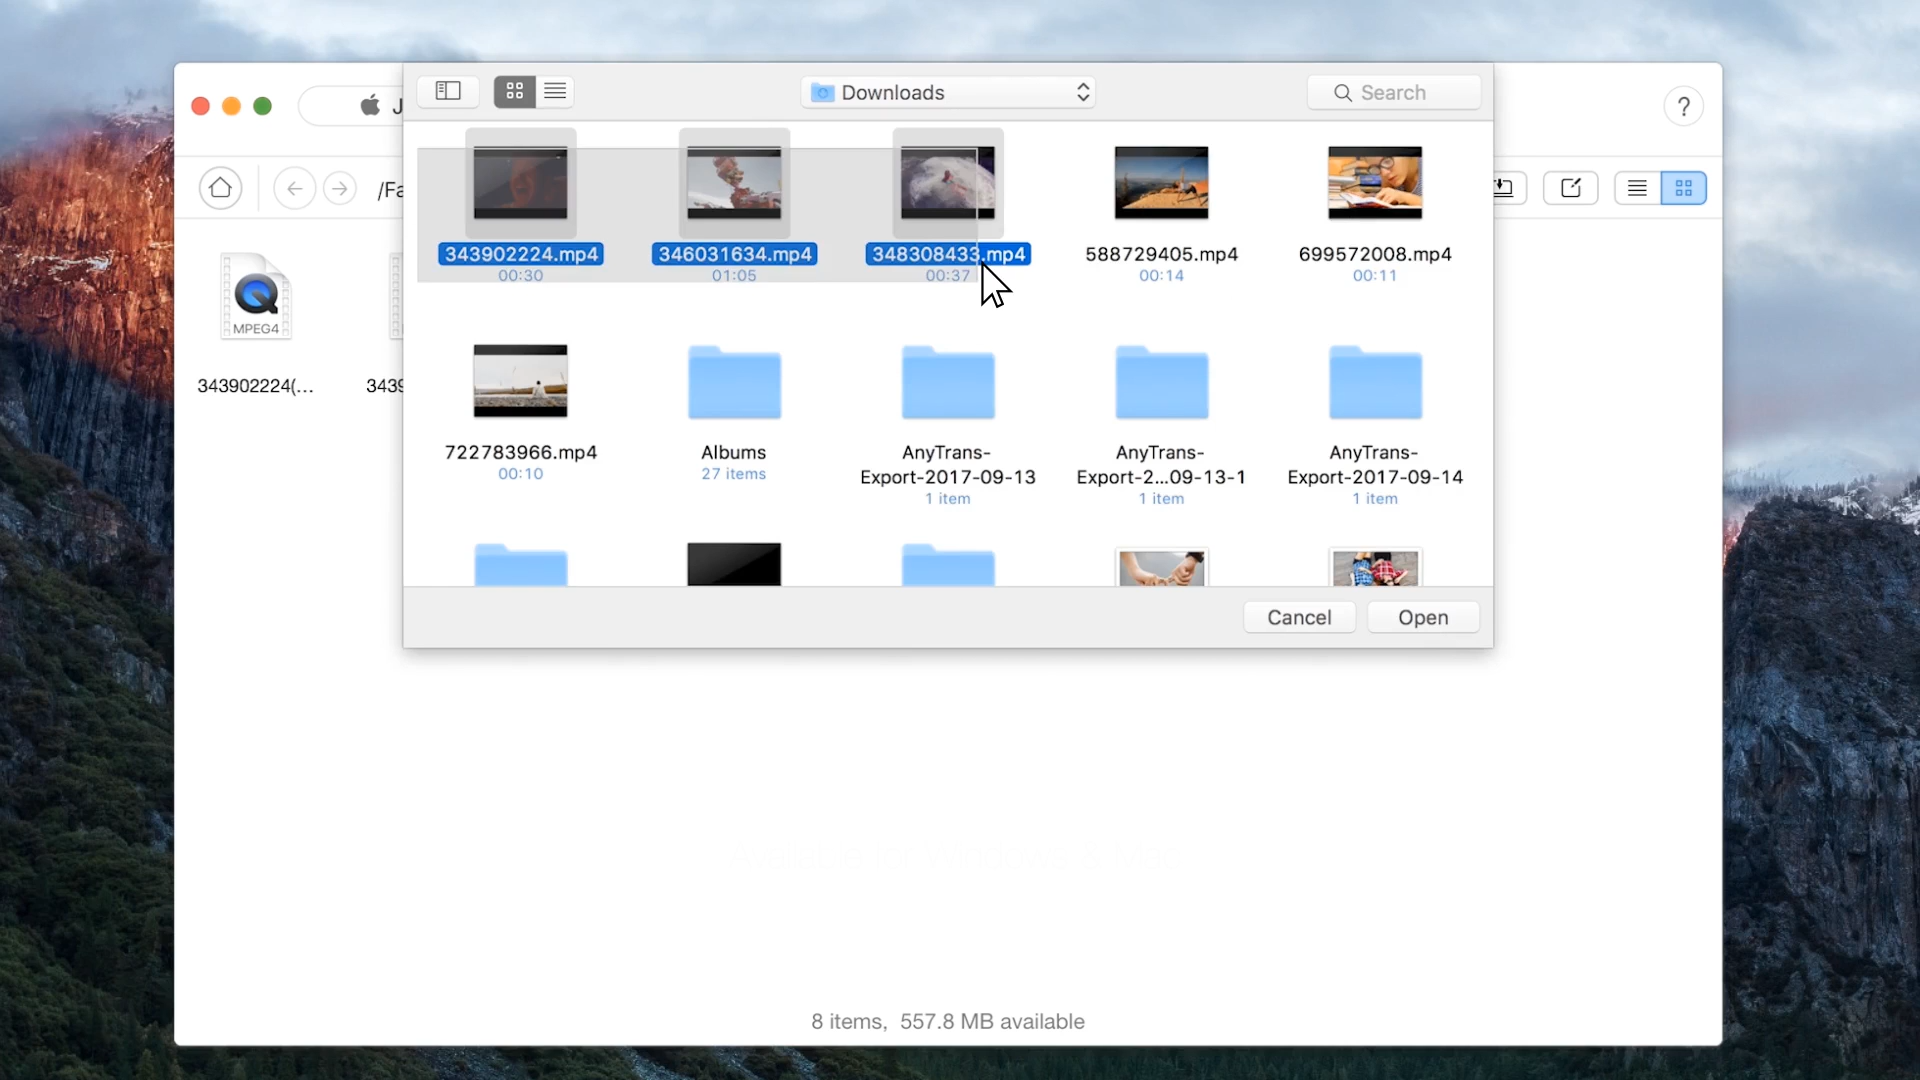 J
Downloads
Search
?
/Fa
343902224.mp4
00:30
346031634.mp4
01:05
348308433.mp4
00:37
588729405.mp4
00:14
699572008.mp4
00:11
MPEG4
343902224(...
3439
722783966.mp4
00:10
Albums
27 items
AnyTrans-
Export-2017-09-13
1 item
AnyTrans-
Export-2...09-13-1
1 item
AnyTrans-
Export-2017-09-14
1 item
Cancel
Open
8 items, 557.8 MB available